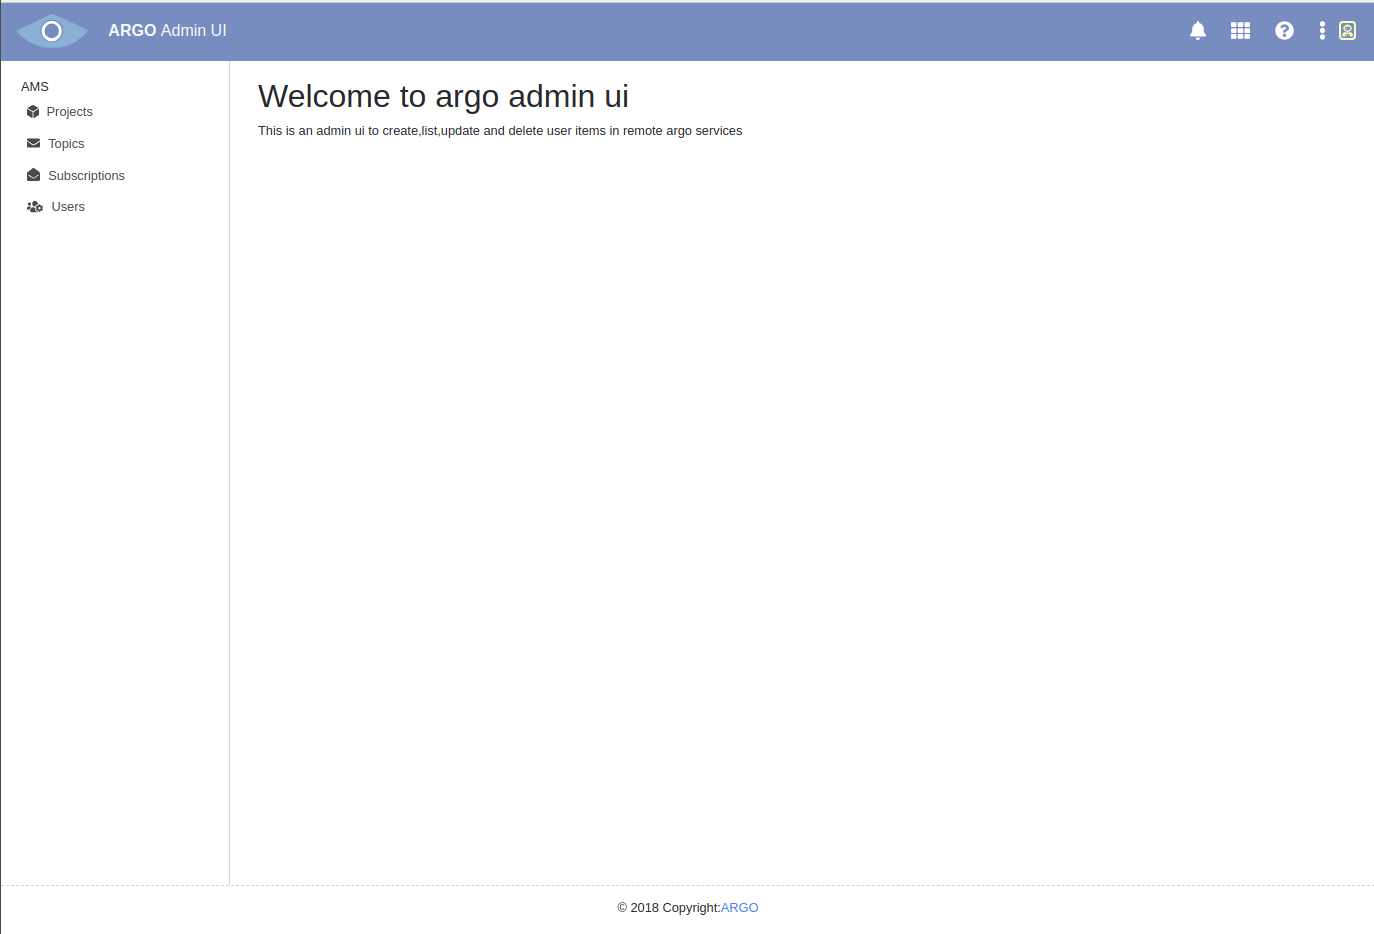 ARGO Admin UI
AMS
Projects
Topics
Subscriptions
Users
Welcome to argo admin ui
This is an admin ui to create,list,update and delete user items in remote argo services
© 2018 Copyright:ARGO